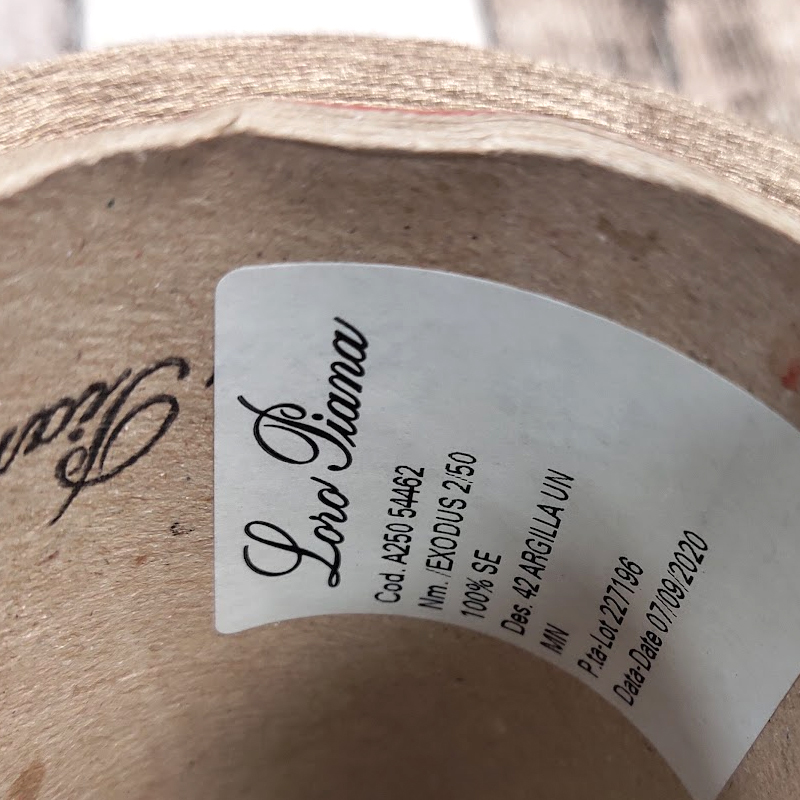 Loro Piana
Cod. A250 54462
Nm. /EXODUS 2/50
100% SE
Des. 42 ARGILLA UN
MN
P.ta-Lot 227196
Data-Date 07/09/2020